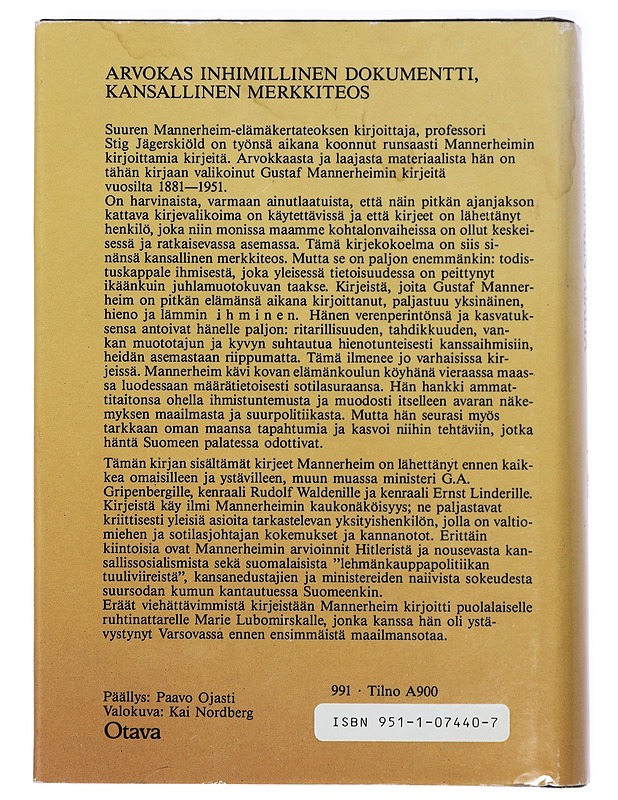 ARVOKAS INHIMILLINEN DOKUMENTTI,
KANSALLINEN MERKKITEOS
Suuren Mannerheim-elämäkertateoksen kirjoittaja, professori
Stig Jägerskiöld on työnsä aikana koonnut runsaasti Mannerheimin
kirjoittamia kirjeitä. Arvokkaasta ja laajasta materiaalista hän on
tähän kirjaan valikoinut Gustaf Mannerheimin kirjeitä
vuosilta 1881—1951.
On harvinaista, varmaan ainutlaatuista, että näin pitkän ajanjakson
kattava kirjevalikoima on käytettävissä ja että kirjeet on lähettänyt
henkilö, joka niin monissa maamme kohtalonvaiheissa on ollut keskei-
sessä ja ratkaisevassa asemassa. Tämä kirjekokoelma on siis si-
nänsä kansallinen merkkiteos. Mutta se on paljon enemmänkin: todis-
tuskappale ihmisestä, joka yleisessä tietoisuudessa on peittynyt
ikäänkuin juhlamuotokuvan taakse. Kirjeistä, joita Gustaf Manner-
heim on pitkän elämänsä aikana kirjoittanut, paljastuu yksinäinen,
hieno ja lämmin ihminen. Hänen verenperintönsä ja kasvatuk-
sensa antoivat hänelle paljon: ritarillisuuden, tahdikkuuden, van-
kan muototajun ja kyvyn suhtautua hienotunteisesti kanssaihmisiin,
heidän asemastaan riippumatta. Tämä ilmenee jo varhaisissa kir-
jeissä. Mannerheim kävi kovan elämänkoulun köyhänä vieraassa maas-
sa luodessaan määrätietoisesti sotilasuraansa. Hän hankki ammat-
titaitonsa ohella ihmistuntemusta ja muodosti itselleen avaran näke-
myksen maailmasta ja suurpolitiikasta. Mutta hän seurasi myös
tarkkaan oman maansa tapahtumia ja kasvoi niihin tehtäviin, jotka
häntä Suomeen palatessa odottivat.
Tämän kirjan sisältämät kirjeet Mannerheim on lähettänyt ennen kaik-
kea omaisilleen ja ystävilleen, muun muassa ministeri G.A.
Gripenbergille, kenraali Rudolf Waldenille ja kenraali Ernst Linderille.
Kirjeistä käy ilmi Mannerheimin kaukonäköisyys; ne paljastavat
kriittisesti yleisiä asioita tarkastelevan yksityishenkilön, jolla on valtio-
miehen ja sotilasjohtajan kokemukset ja kannanotot. Erittäin
kiintoisia ovat Mannerheimin arvioinnit Hitleristä ja nousevasta kan-
sallissosialismista sekä suomalaisista ”lehmänkauppapolitiikan
tuuliviireistä”, kansanedustajien ja ministereiden naiivista sokeudesta
suursodan kumun kantautuessa Suomeenkin.
Eräät viehättävimmistä kirjeistään Mannerheim kirjoitti puolalaiselle
ruhtinattarelle Marie Lubomirskalle, jonka kanssa hän oli ystä-
vystynyt Varsovassa ennen ensimmäistä maailmansotaa.
Päällys: Paavo Ojasti
Valokuva: Kai Nordberg
Otava
991 · Tilno A900
ISBN 951-1-07440-7